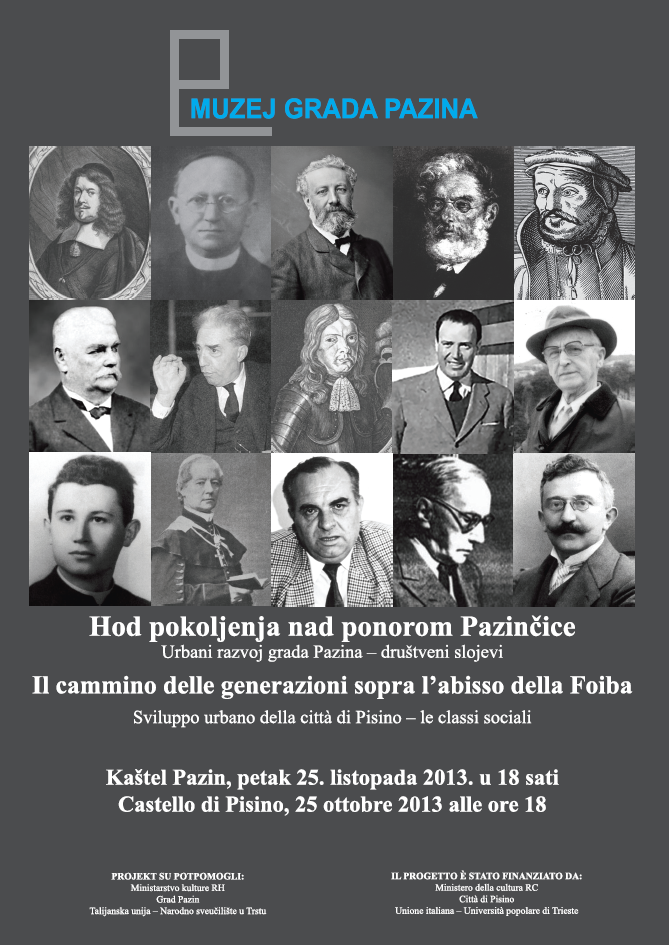 MUZEJ GRADA PAZINA
Hod pokoljenja nad ponorom Pazinčice
Urbani razvoj grada Pazina – društveni slojevi
Il cammino delle generazioni sopra l’abisso della Foiba
Sviluppo urbano della città di Pisino – le classi sociali
Kaštel Pazin, petak 25. listopada 2013. u 18 sati
Castello di Pisino, 25 ottobre 2013 alle ore 18
PROJEKT SU POTPOMOGLI:
Ministarstvo kulture RH
Grad Pazin
Talijanska unija – Narodno sveučilište u Trstu
IL PROGETTO È STATO FINANZIATO DA:
Ministero della cultura RC
Città di Pisino
Unione italiana – Università popolare di Trieste